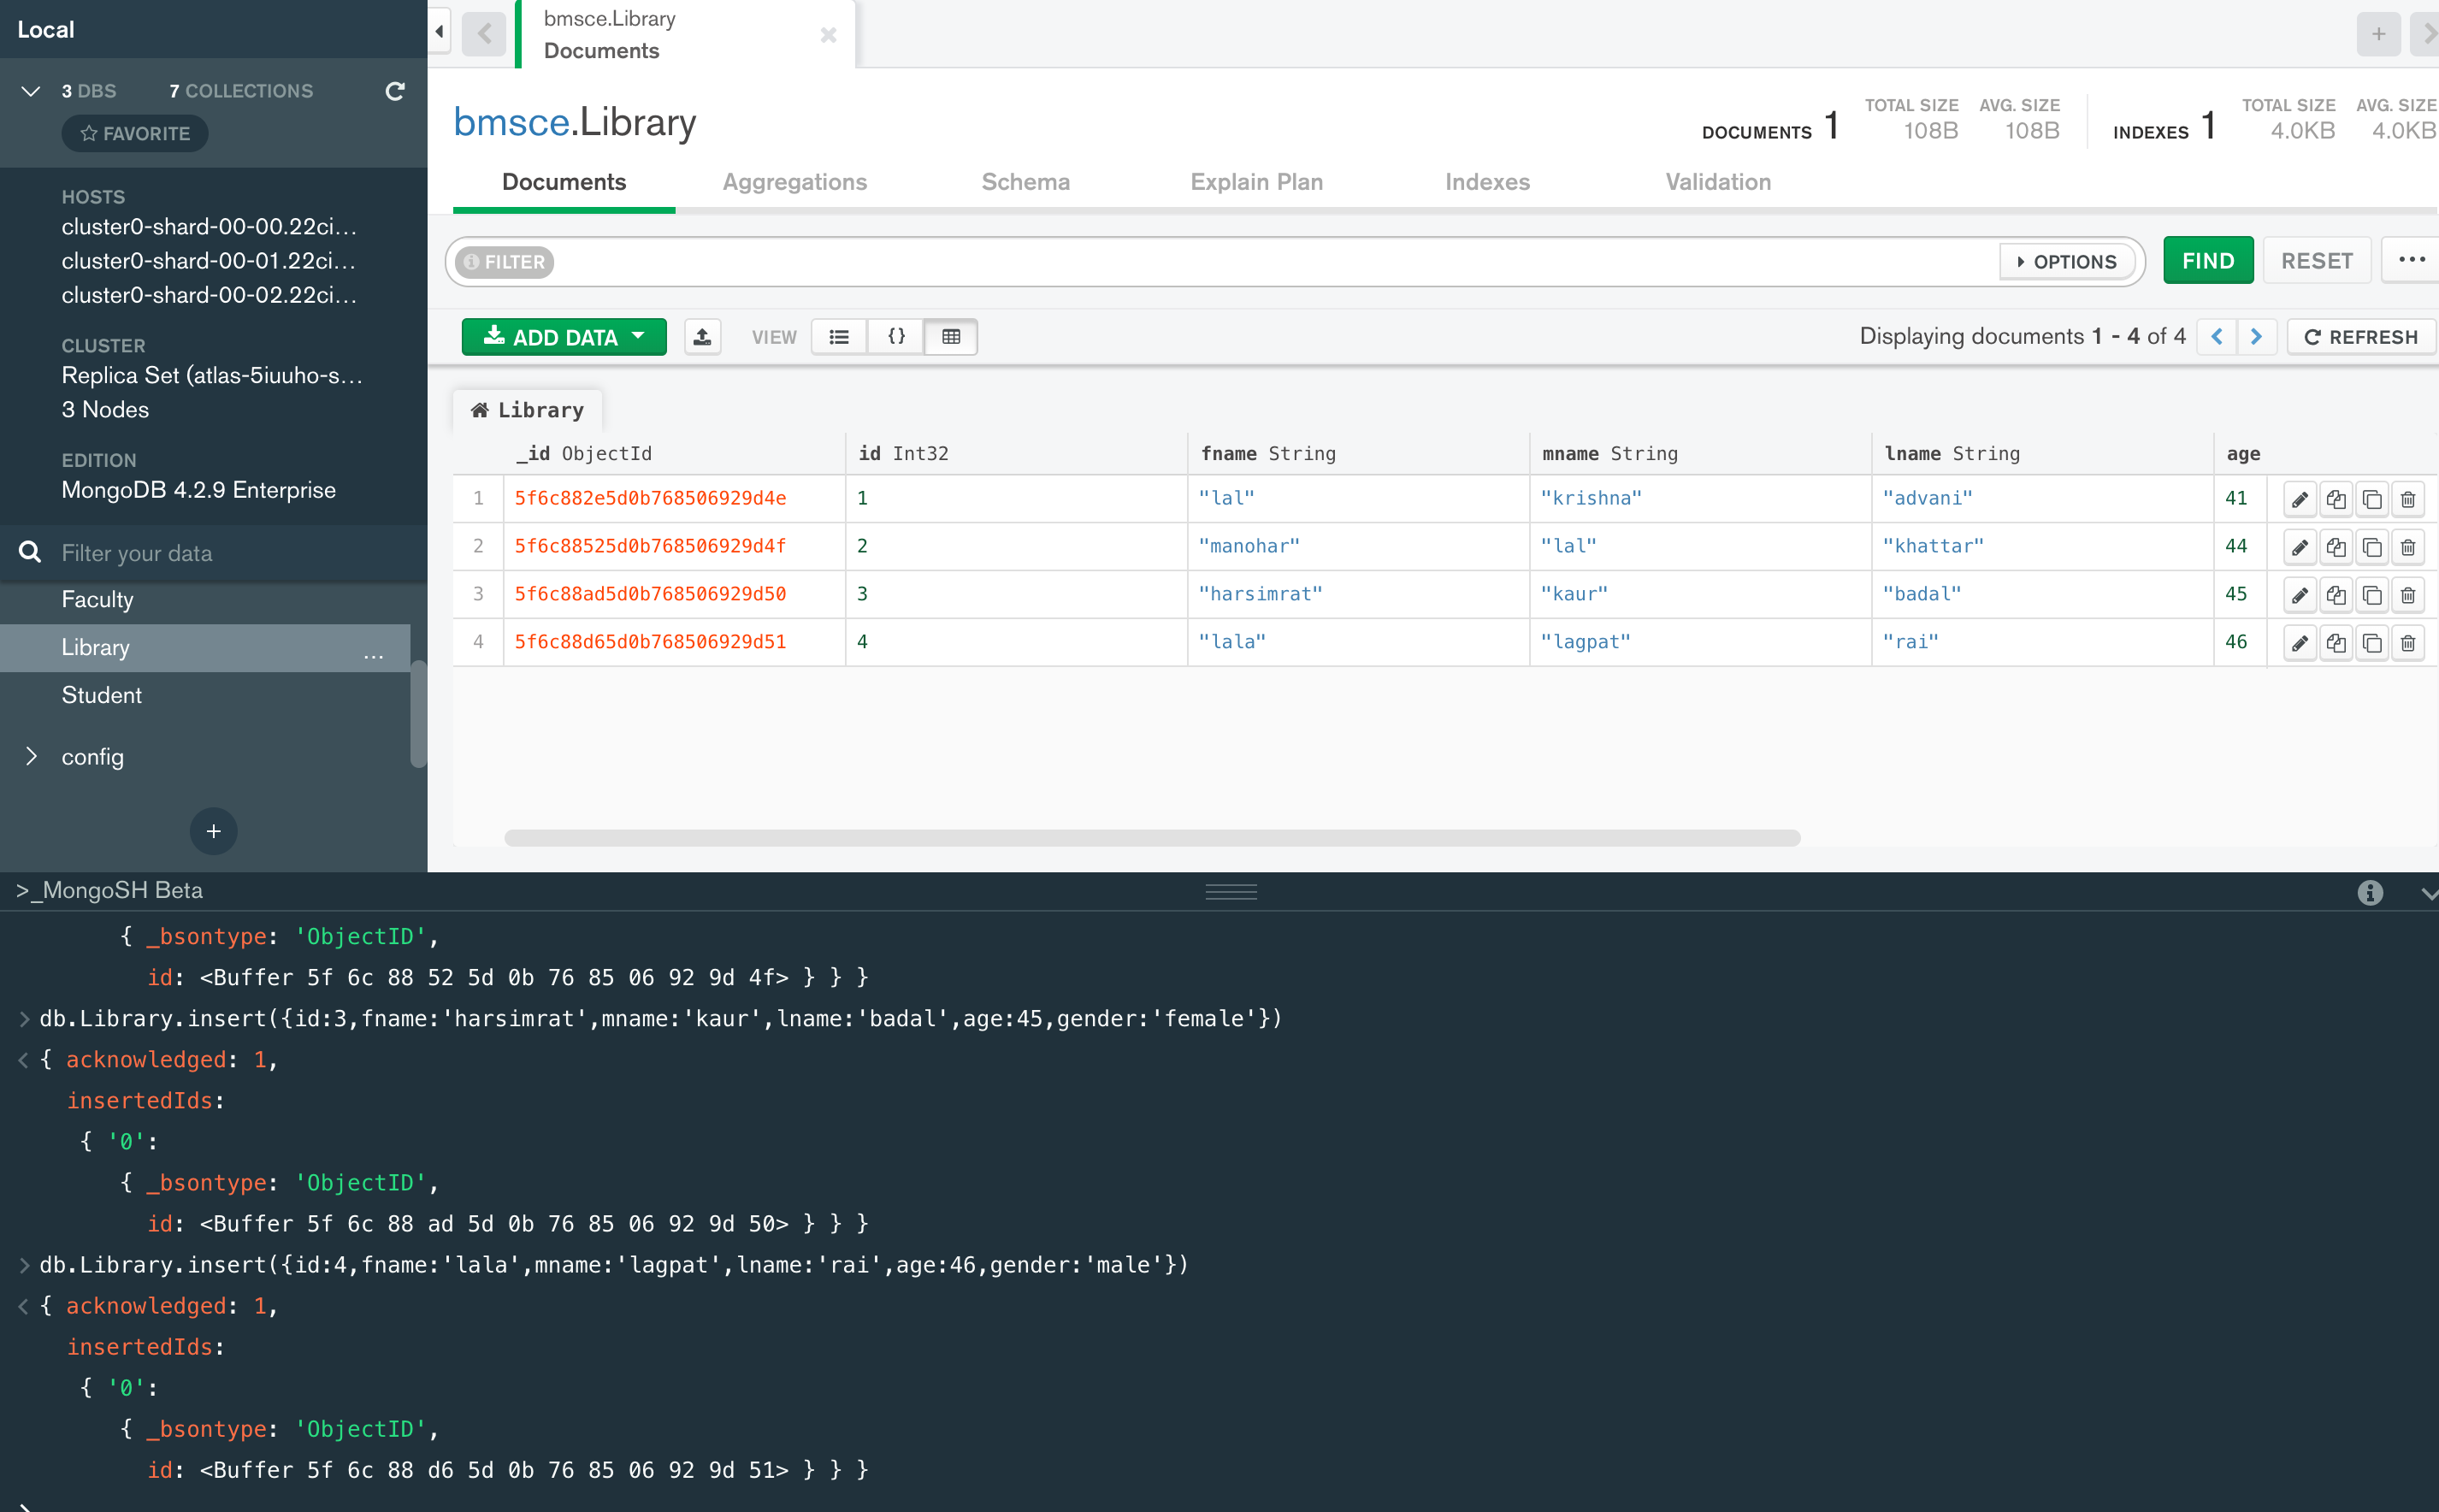 Local
3 DBS 7 COLLECTIONS
FAVORITE
HOSTS
cluster0-shard-00-00.22ci...
cluster0-shard-00-01.22ci...
cluster0-shard-00-02.22ci...
CLUSTER
Replica Set (atlas-5iuuho-s...
3 Nodes
EDITION
MongoDB 4.2.9 Enterprise
Filter your data
Faculty
Library ...
Student
config
+
bmsce.Library
Documents
bmsce.Library
DOCUMENTS 1 TOTAL SIZE 108B AVG. SIZE 108B INDEXES 1 TOTAL SIZE 4.0KB AVG. SIZE 4.0KB
Documents Aggregations Schema Explain Plan Indexes Validation
FILTER OPTIONS FIND RESET ...
ADD DATA VIEW {} Displaying documents 1 - 4 of 4 REFRESH
Library
_id ObjectId id Int32 fname String mname String lname String age
1 5f6c882e5d0b768506929d4e 1 "lal" "krishna" "advani" 41
2 5f6c88525d0b768506929d4f 2 "manohar" "lal" "khattar" 44
3 5f6c88ad5d0b768506929d50 3 "harsimrat" "kaur" "badal" 45
4 5f6c88d65d0b768506929d51 4 "lala" "lagpat" "rai" 46
>_MongoSH Beta
{ _bsontype: 'ObjectID',
id: <Buffer 5f 6c 88 52 5d 0b 76 85 06 92 9d 4f> } } }
> db.Library.insert({id:3,fname:'harsimrat',mname:'kaur',lname:'badal',age:45,gender:'female'})
< { acknowledged: 1,
insertedIds:
{ '0':
{ _bsontype: 'ObjectID',
id: <Buffer 5f 6c 88 ad 5d 0b 76 85 06 92 9d 50> } } }
> db.Library.insert({id:4,fname:'lala',mname:'lagpat',lname:'rai',age:46,gender:'male'})
< { acknowledged: 1,
insertedIds:
{ '0':
{ _bsontype: 'ObjectID',
id: <Buffer 5f 6c 88 d6 5d 0b 76 85 06 92 9d 51> } } }